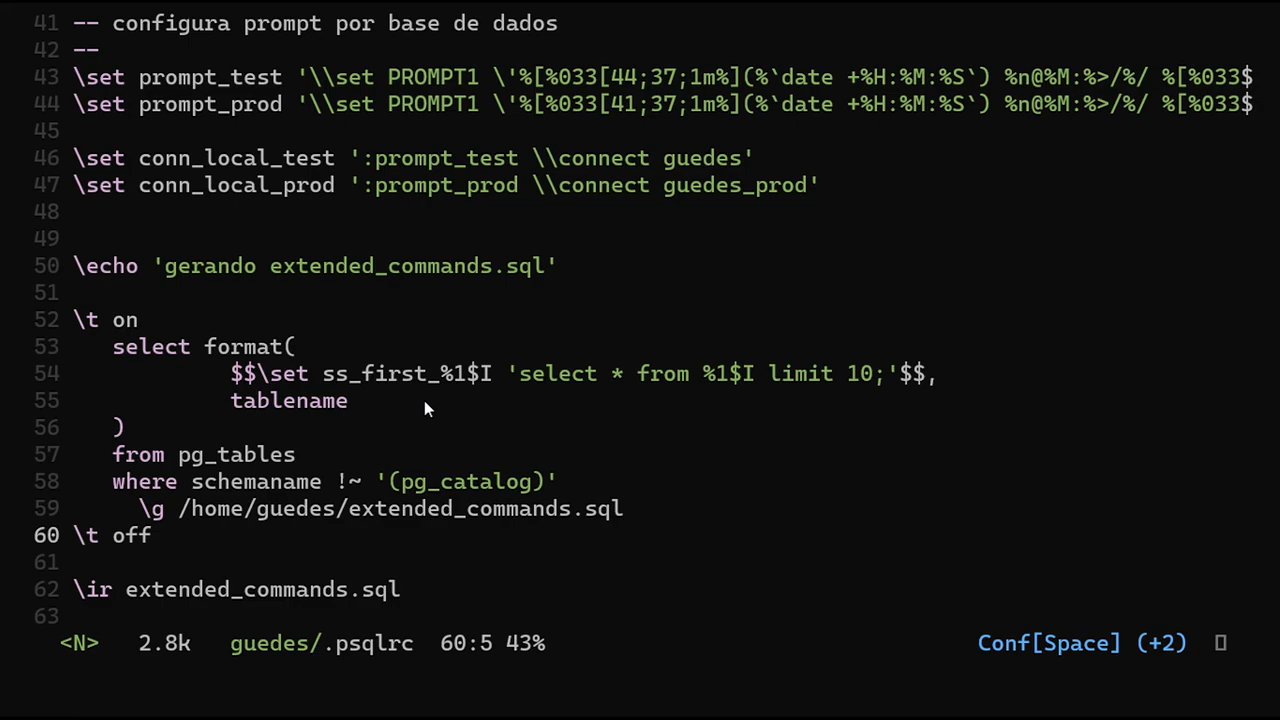 41 -- configura prompt por base de dados
42 --
43 \set prompt_test '\\set PROMPT1 \'%[%033[44;37;1m%](%`date +%H:%M:%S`) %n@%M:%>/%/ %[%033$
44 \set prompt_prod '\\set PROMPT1 \'%[%033[41;37;1m%](%`date +%H:%M:%S`) %n@%M:%>/%/ %[%033$
45
46 \set conn_local_test ':prompt_test \\connect guedes'
47 \set conn_local_prod ':prompt_prod \\connect guedes_prod'
48
49
50 \echo 'gerando extended_commands.sql'
51
52 \t on
53    select format(
54             $$\set ss_first_%1$I 'select * from %1$I limit 10;'$$,
55             tablename
56    )
57    from pg_tables
58    where schemaname !~ '(pg_catalog)'
59      \g /home/guedes/extended_commands.sql
60 \t off
61
62 \ir extended_commands.sql
63
<N>   2.8k   guedes/.psqlrc  60:5 43%   Conf[Space] (+2)